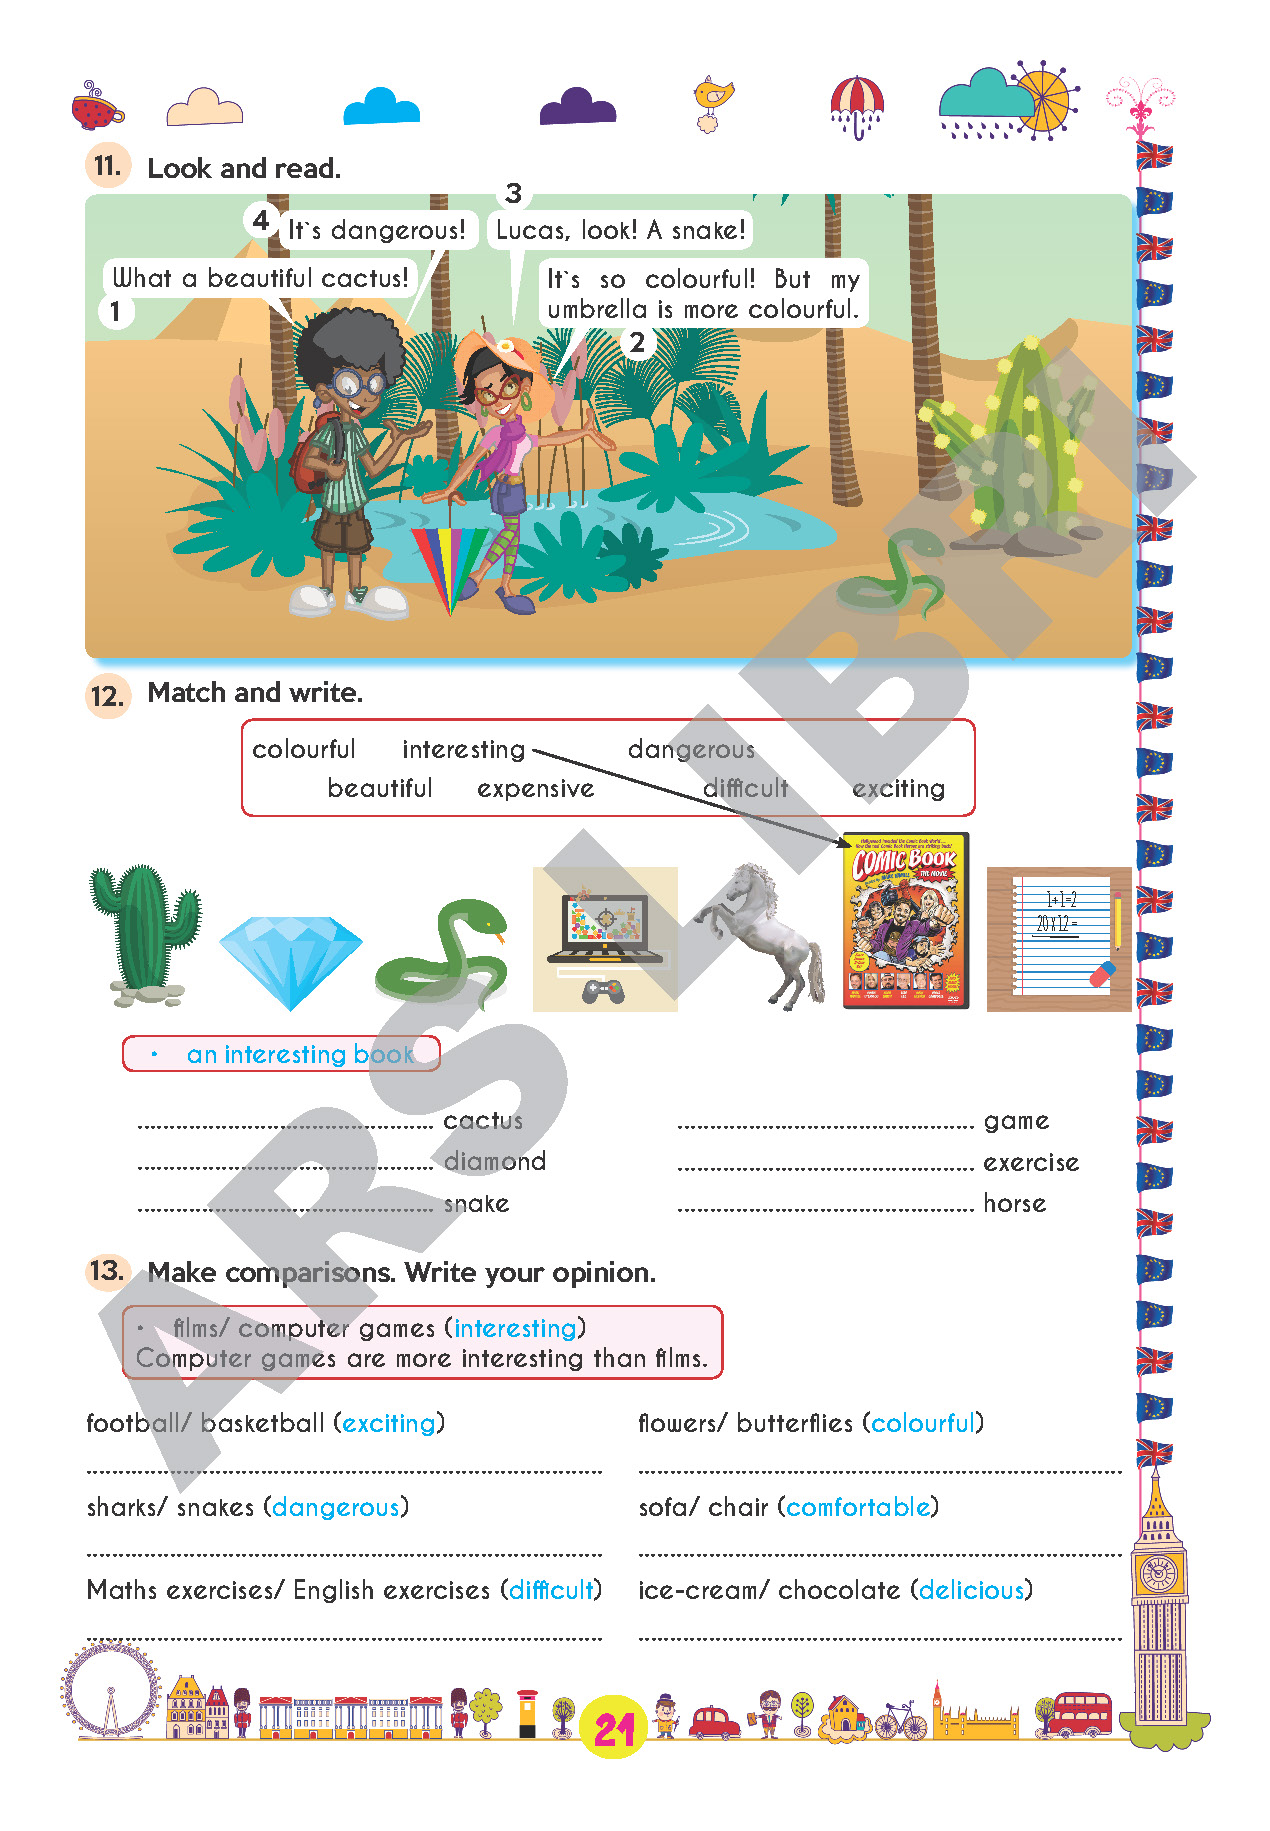 11. Look and read.
3
4 It`s dangerous! Lucas, look! A snake!
What a beautiful cactus!
1
It`s so colourful! But my
umbrella is more colourful.
2
12. Match and write.
colourful interesting dangerous
beautiful expensive difficult exciting
COMIC BOOK
THE MOVIE
1+1=2
20 x 12 =
• an interesting book
.............................................. cactus
.............................................. game
.............................................. diamond
.............................................. exercise
.............................................. snake
.............................................. horse
13. Make comparisons. Write your opinion.
• films/ computer games (interesting)
Computer games are more interesting than films.
football/ basketball (exciting)
flowers/ butterflies (colourful)
sharks/ snakes (dangerous)
sofa/ chair (comfortable)
Maths exercises/ English exercises (difficult)
ice-cream/ chocolate (delicious)
21
ARS LIBRI